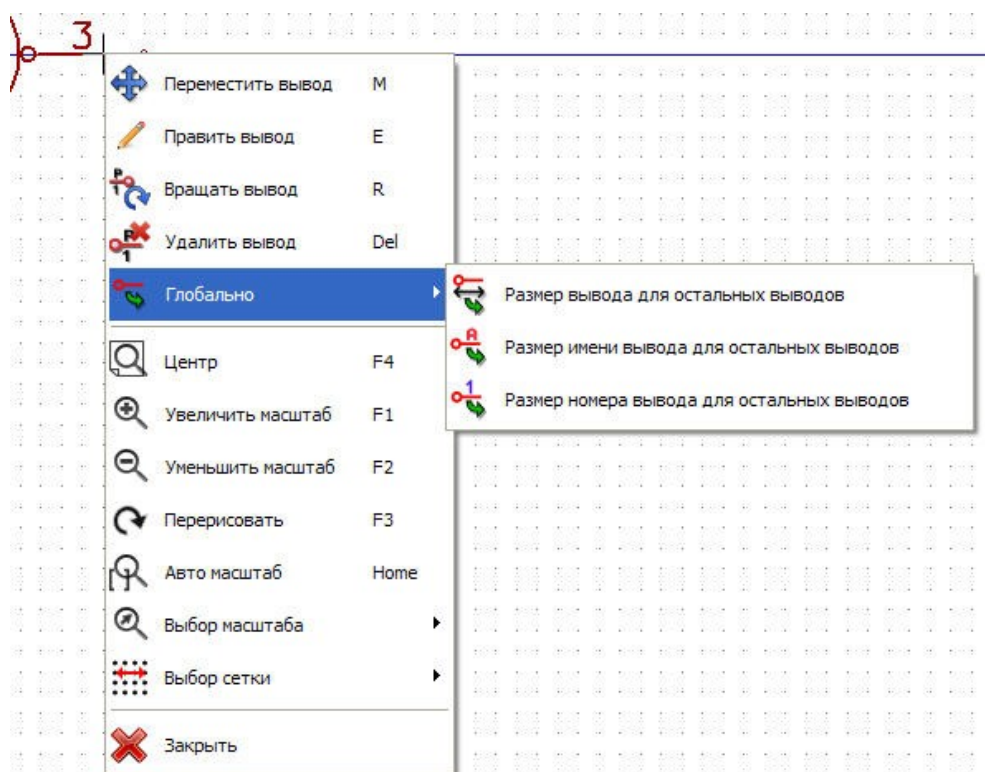 3
Переместить вывод M
Править вывод E
Вращать вывод R
Удалить вывод Del
Глобально
Размер вывода для остальных выводов
Размер имени вывода для остальных выводов
Размер номера вывода для остальных выводов
Центр F4
Увеличить масштаб F1
Уменьшить масштаб F2
Перерисовать F3
Авто масштаб Home
Выбор масштаба
Выбор сетки
Закрыть